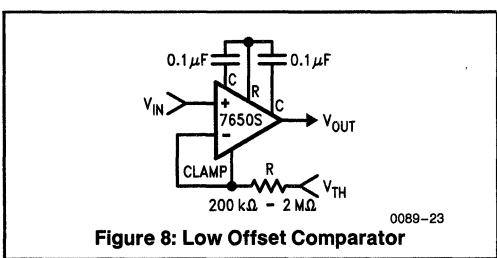 0.1 μF
0.1 μF
C
R
C
VIN
+
7650S
−
VOUT
CLAMP
R
VTH
200 kΩ − 2 MΩ
0089−23
Figure 8: Low Offset Comparator